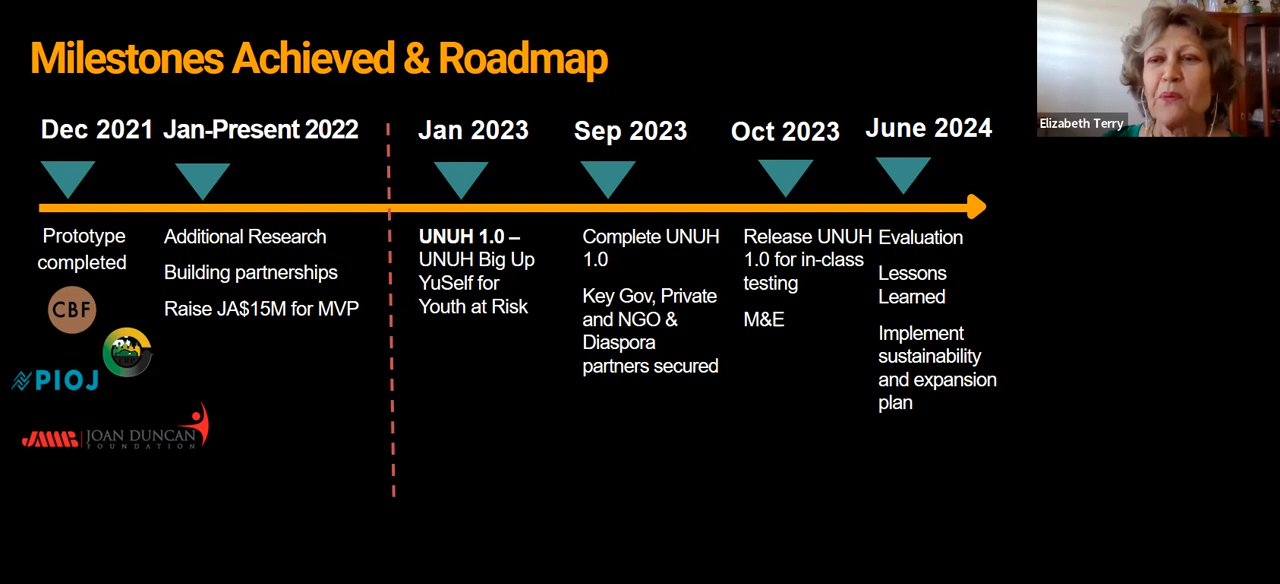 Milestones Achieved & Roadmap
Elizabeth Terry
Dec 2021
Jan-Present 2022
Jan 2023
Sep 2023
Oct 2023
June 2024
Prototype
completed
CBF
PIOJ
JMMB
JOAN DUNCAN
FOUNDATION
Additional Research
Building partnerships
Raise JA$15M for MVP
UNUH 1.0 –
UNUH Big Up
YuSelf for
Youth at Risk
Complete UNUH
1.0
Key Gov, Private
and NGO &
Diaspora
partners secured
Release UNUH
1.0 for in-class
testing
M&E
Evaluation
Lessons
Learned
Implement
sustainability
and expansion
plan